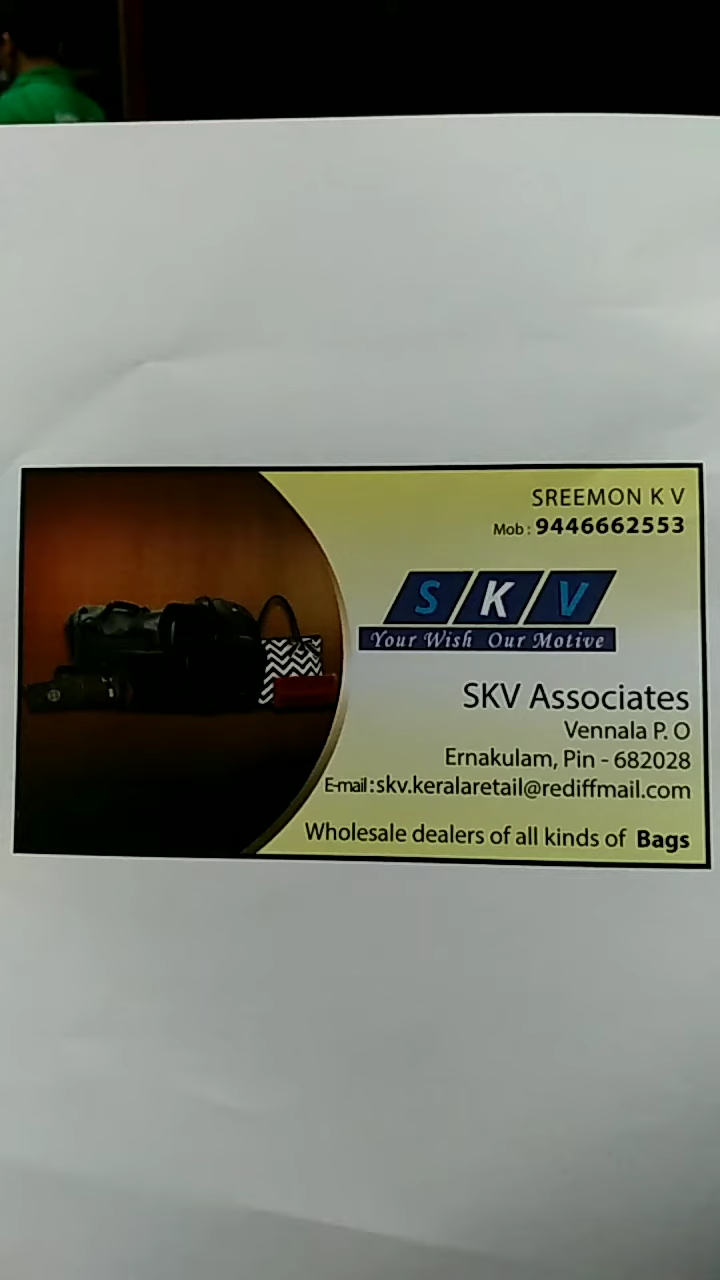 SREEMON K V
Mob : 9446662553
S K V
Your Wish Our Motive
SKV Associates
Vennala P. O
Ernakulam, Pin - 682028
E-mail : skv.keralaretail@rediffmail.com
Wholesale dealers of all kinds of Bags